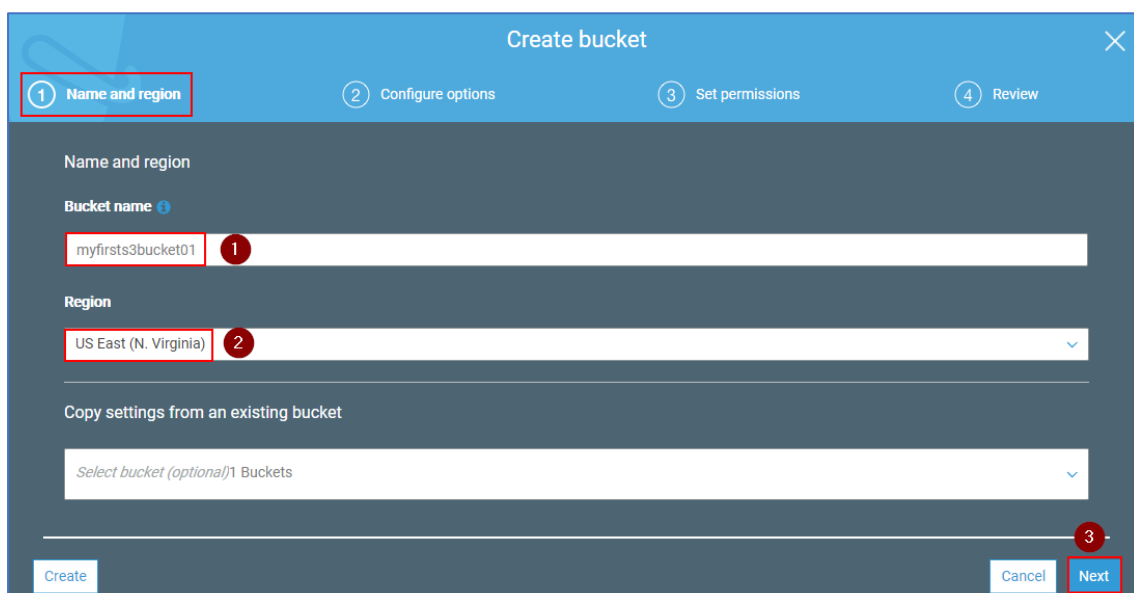 Create bucket
1 Name and region 2 Configure options 3 Set permissions 4 Review
Name and region
Bucket name
myfirsts3bucket01 1
Region
US East (N. Virginia) 2
Copy settings from an existing bucket
Select bucket (optional)1 Buckets
3
Create Cancel Next